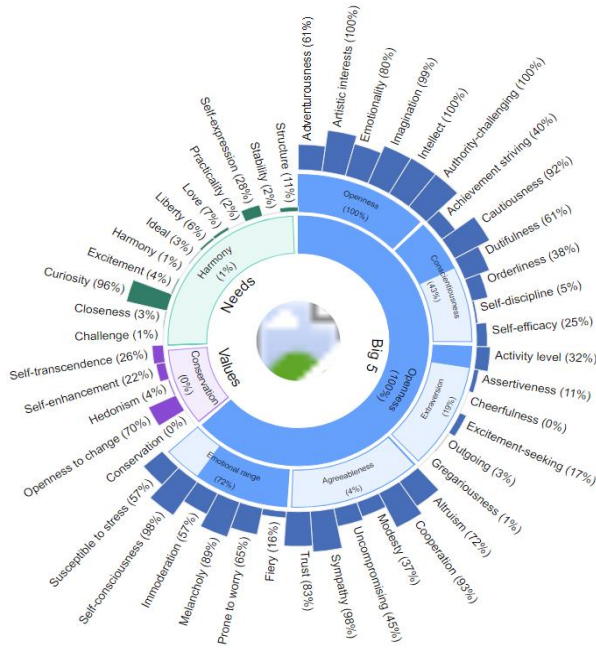 Adventurousness (61%)
Artistic interests (100%)
Emotionality (80%)
Imagination (99%)
Intellect (100%)
Authority-challenging (100%)
Achievement striving (40%)
Cautiousness (92%)
Dutifulness (61%)
Orderliness (38%)
Self-discipline (5%)
Self-efficacy (25%)
Activity level (32%)
Assertiveness (11%)
Cheerfulness (0%)
Excitement-seeking (17%)
Outgoing (3%)
Gregariousness (1%)
Altruism (72%)
Cooperation (93%)
Modesty (37%)
Uncompromising (45%)
Sympathy (98%)
Trust (83%)
Fiery (16%)
Prone to worry (65%)
Melancholy (89%)
Immoderation (57%)
Self-consciousness (98%)
Susceptible to stress (57%)
Conservation (0%)
Openness to change (70%)
Hedonism (4%)
Self-enhancement (22%)
Self-transcendence (26%)
Challenge (1%)
Closeness (3%)
Curiosity (96%)
Excitement (4%)
Harmony (1%)
Ideal (3%)
Liberty (6%)
Love (7%)
Practicality (2%)
Self-expression (28%)
Stability (2%)
Structure (11%)
Openness
(100%)
Conscientiousness
(43%)
Extraversion
(19%)
Agreeableness
(4%)
Emotional range
(72%)
Conservation
(0%)
Harmony
(1%)
Openness
(100%)
Needs
Values
Big 5